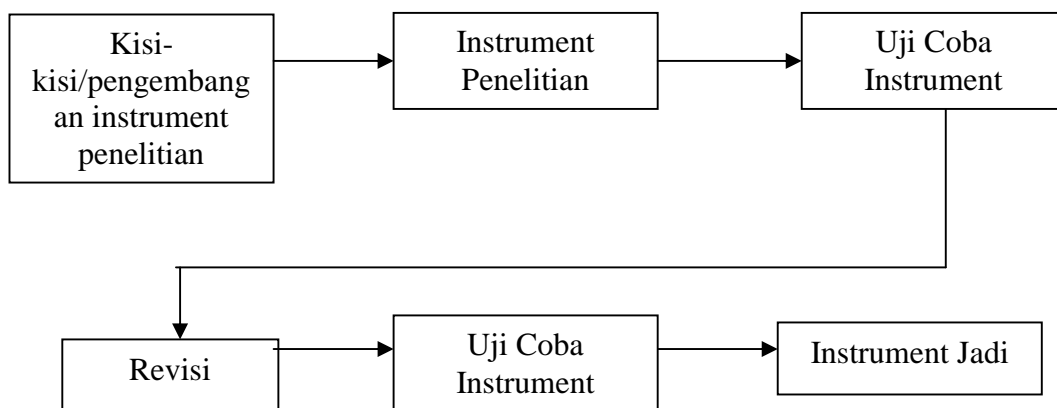 Kisi-
kisi/pengembang
an instrument
penelitian
Instrument
Penelitian
Uji Coba
Instrument
Revisi
Uji Coba
Instrument
Instrument Jadi